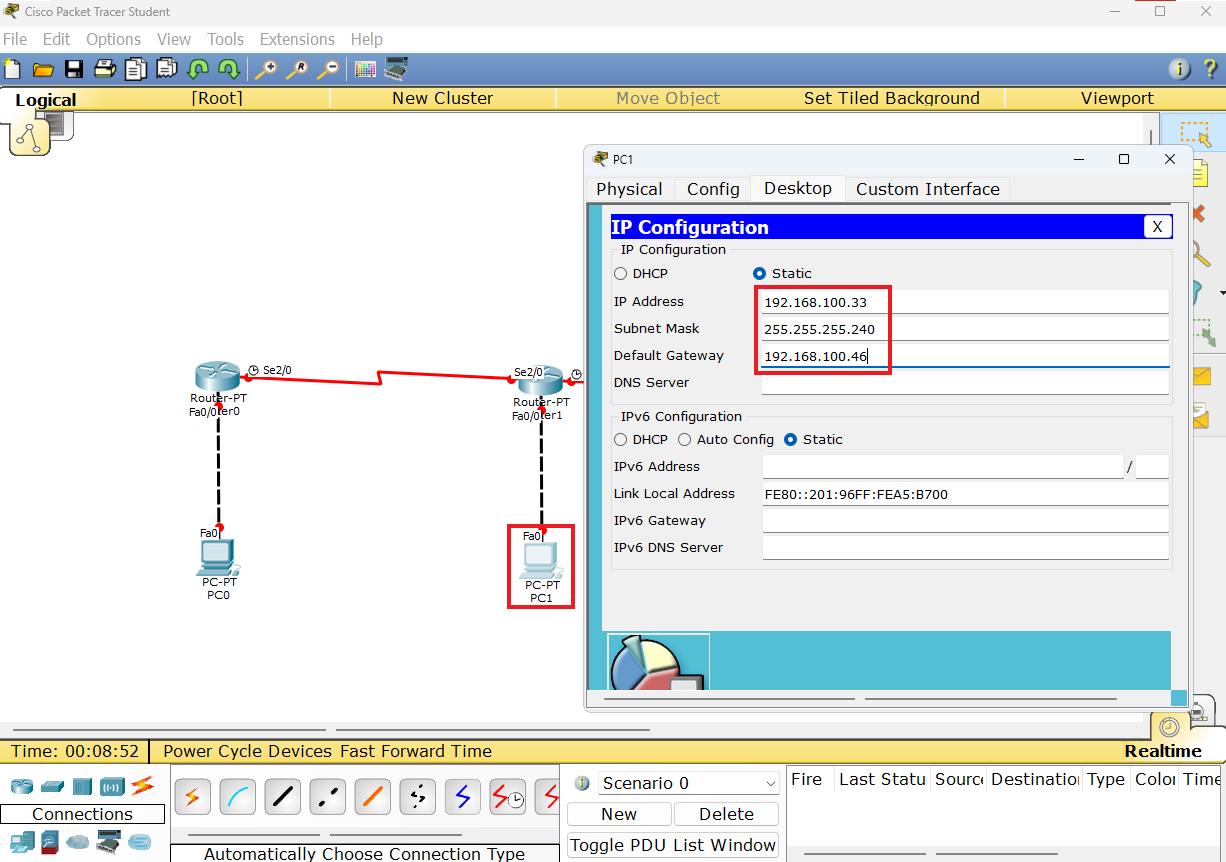 Cisco Packet Tracer Student
File Edit Options View Tools Extensions Help
Logical [Root] New Cluster Move Object Set Tiled Background Viewport
PC1
Physical Config Desktop Custom Interface
IP Configuration X
IP Configuration
DHCP Static
IP Address 192.168.100.33
Subnet Mask 255.255.255.240
Default Gateway 192.168.100.46
DNS Server
IPv6 Configuration
DHCP Auto Config Static
IPv6 Address /
Link Local Address FE80::201:96FF:FEA5:B700
IPv6 Gateway
IPv6 DNS Server
Se2/0 Se2/0
Router-PT Router-PT
Fa0/0ter0 Fa0/0ter1
Fa0 Fa0
PC-PT PC-PT
PC0 PC1
Time: 00:08:52 Power Cycle Devices Fast Forward Time Realtime
Connections
Automatically Choose Connection Type
Scenario 0
New Delete
Toggle PDU List Window
Fire Last Statu Sourc Destinatio Type Colo Time